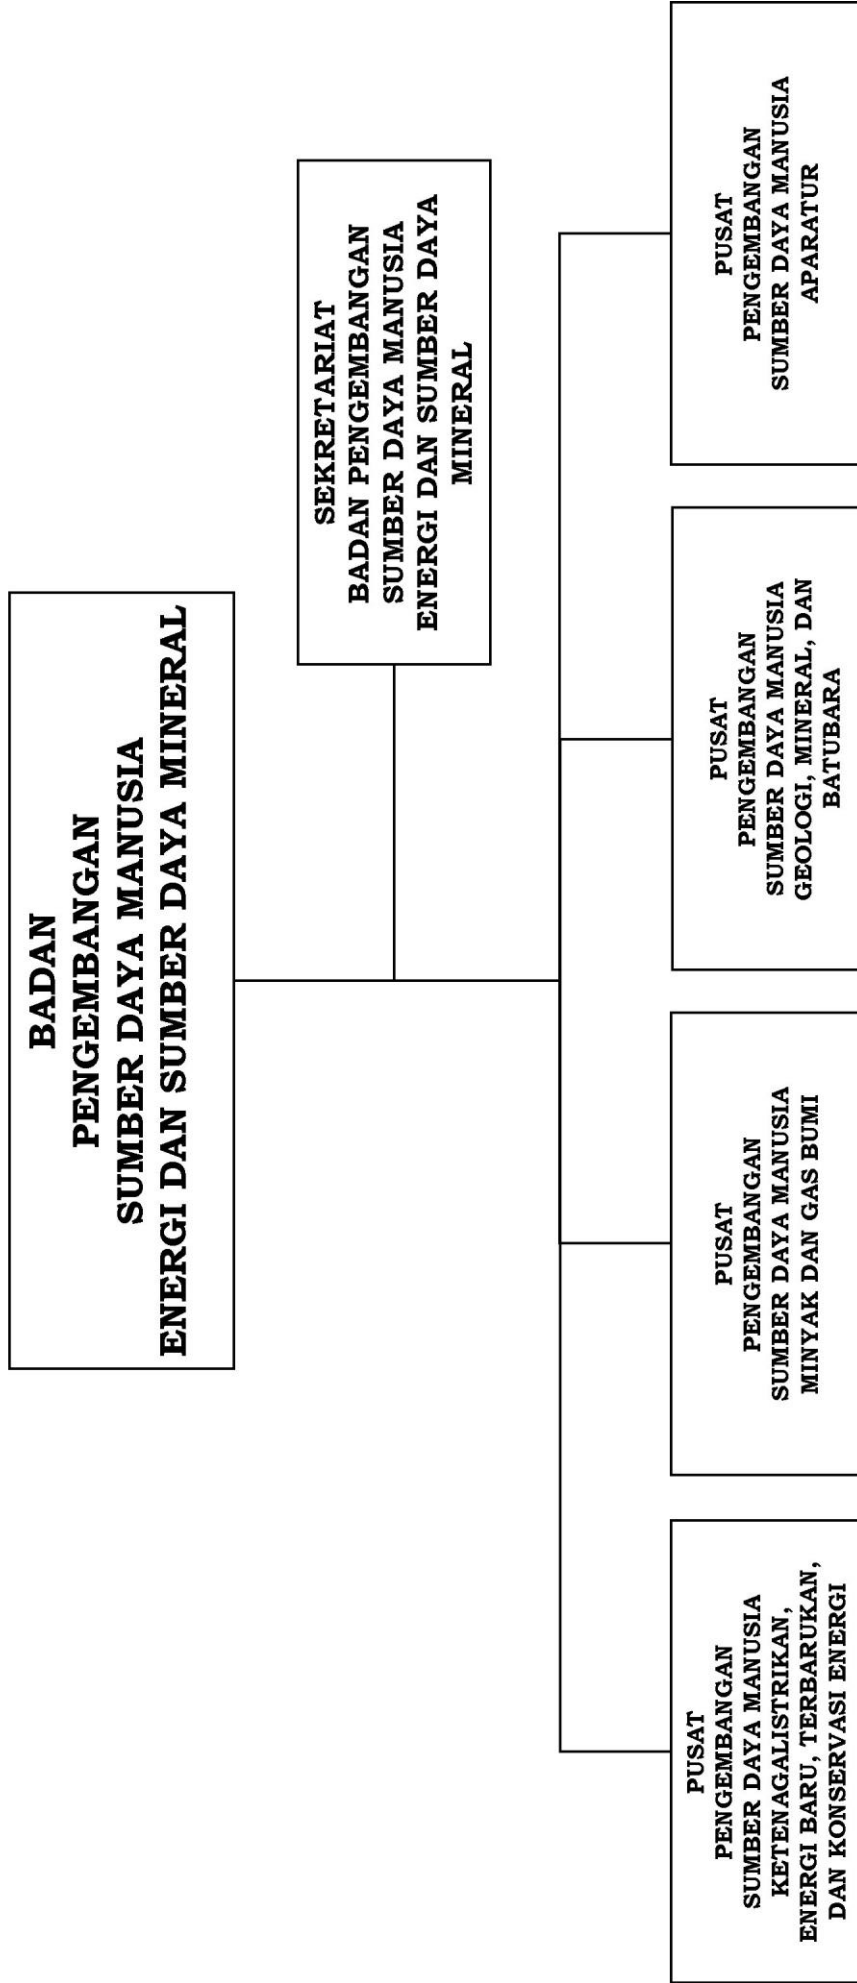 BADAN
PENGEMBANGAN
SUMBER DAYA MANUSIA
ENERGI DAN SUMBER DAYA MINERAL
SEKRETARIAT
BADAN PENGEMBANGAN
SUMBER DAYA MANUSIA
ENERGI DAN SUMBER DAYA
MINERAL
PUSAT
PENGEMBANGAN
SUMBER DAYA MANUSIA
KETENAGALISTRIKAN,
ENERGI BARU, TERBARUKAN,
DAN KONSERVASI ENERGI
PUSAT
PENGEMBANGAN
SUMBER DAYA MANUSIA
MINYAK DAN GAS BUMI
PUSAT
PENGEMBANGAN
SUMBER DAYA MANUSIA
GEOLOGI, MINERAL, DAN
BATUBARA
PUSAT
PENGEMBANGAN
SUMBER DAYA MANUSIA
APARATUR